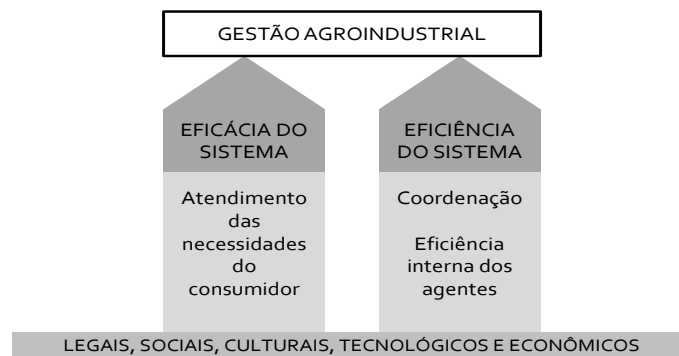 GESTÃO AGROINDUSTRIAL
EFICÁCIA DO
SISTEMA
Atendimento
das
necessidades
do
consumidor
EFICIÊNCIA
DO SISTEMA
Coordenação
Eficiência
interna dos
agentes
LEGAIS, SOCIAIS, CULTURAIS, TECNOLÓGICOS E ECONÔMICOS